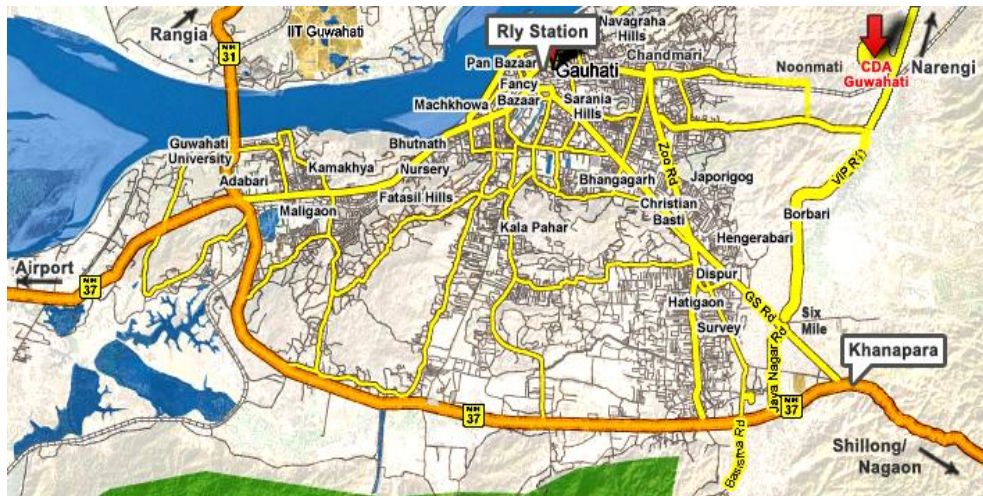 Rangia
NH
31
IIT Guwahati
Rly Station
Navagraha
Hills
Pan Bazaar
Gauhati
Chandmari
Noonmati
CDA
Guwahati
Narengi
Fancy
Bazaar
Machkhowa
Sarania
Hills
Bhutnath
Guwahati
University
Kamakhya
Nursery
Adabari
Fatasil Hills
Maligaon
Bhangagarh
Zoo Rd
Japorigog
VIP Rd
Christian
Basti
Borbari
Kala Pahar
Hengerabari
Airport
NH
37
Dispur
Hatigaon
GS Rd
Survey
Six
Mile
Khanapara
Jaya Nagar Rd
NH
37
NH
37
Basistha Rd
Shillong/
Nagaon